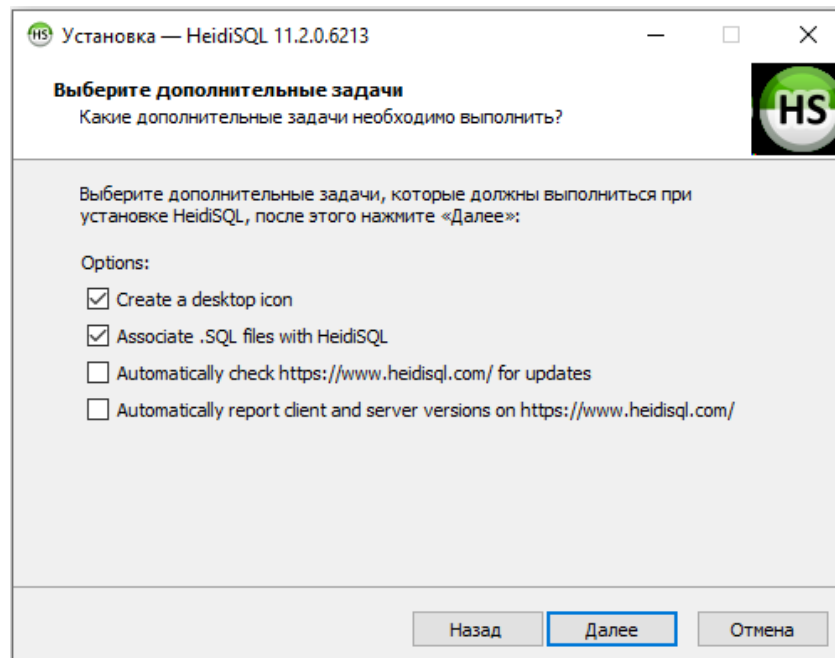 HS Установка — HeidiSQL 11.2.0.6213
Выберите дополнительные задачи
Какие дополнительные задачи необходимо выполнить?
HS
Выберите дополнительные задачи, которые должны выполниться при
установке HeidiSQL, после этого нажмите «Далее»:
Options:
Create a desktop icon
Associate .SQL files with HeidiSQL
Automatically check https://www.heidisql.com/ for updates
Automatically report client and server versions on https://www.heidisql.com/
Назад Далее Отмена